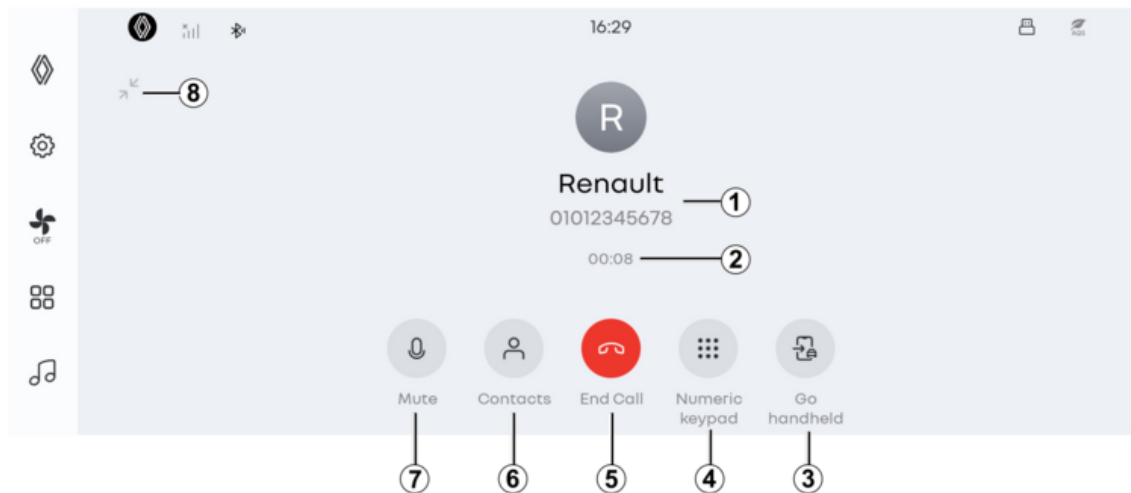 16:29
AQS
8
R
Renault
1
01012345678
OFF
00:08
2
Mute
Contacts
End Call
Numeric
keypad
Go
handheld
7
6
5
4
3